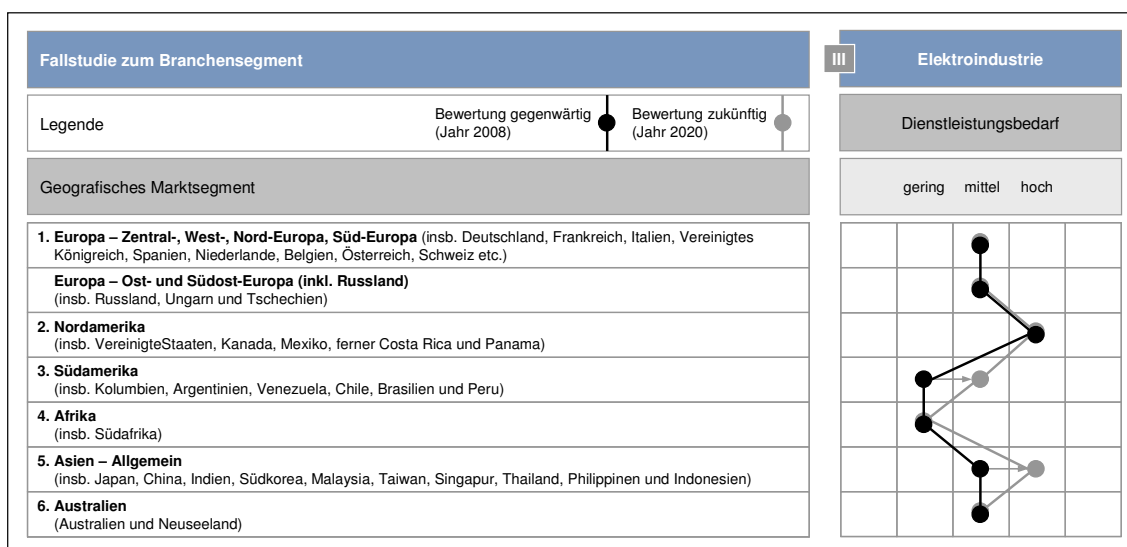 Fallstudie zum Branchensegment
III
Elektroindustrie
Legende
Bewertung gegenwärtig
(Jahr 2008)
Bewertung zukünftig
(Jahr 2020)
Dienstleistungsbedarf
Geografisches Marktsegment
gering mittel hoch
1. Europa – Zentral-, West-, Nord-Europa, Süd-Europa (insb. Deutschland, Frankreich, Italien, Vereinigtes
Königreich, Spanien, Niederlande, Belgien, Österreich, Schweiz etc.)
Europa – Ost- und Südost-Europa (inkl. Russland)
(insb. Russland, Ungarn und Tschechien)
2. Nordamerika
(insb. VereinigteStaaten, Kanada, Mexiko, ferner Costa Rica und Panama)
3. Südamerika
(insb. Kolumbien, Argentinien, Venezuela, Chile, Brasilien und Peru)
4. Afrika
(insb. Südafrika)
5. Asien – Allgemein
(insb. Japan, China, Indien, Südkorea, Malaysia, Taiwan, Singapur, Thailand, Philippinen und Indonesien)
6. Australien
(Australien und Neuseeland)